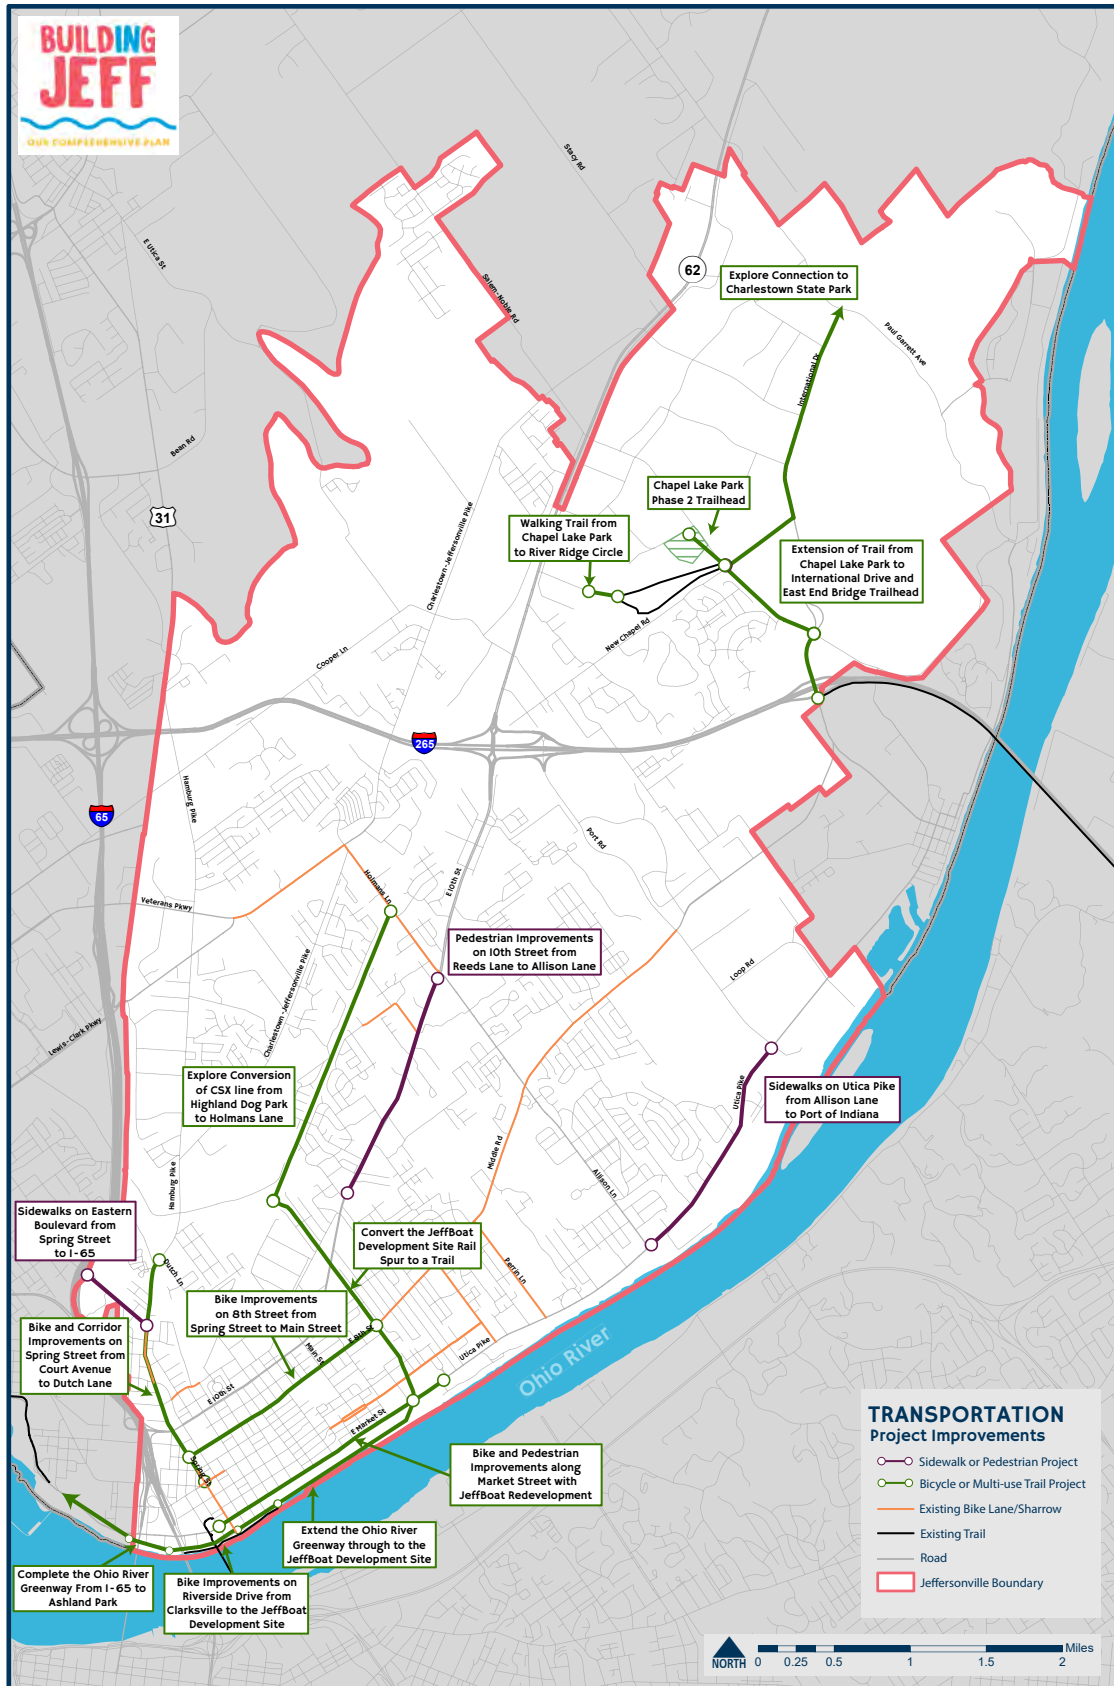 BUILDING
JEFF
OUR COMPREHENSIVE PLAN
Stacy Rd
E Utica St
Salem-Noble Rd
62
Explore Connection to
Charlestown State Park
Paul Garrett Ave
International Dr
Bean Rd
31
Charlestown-Jeffersonville Pike
Chapel Lake Park
Phase 2 Trailhead
Walking Trail from
Chapel Lake Park
to River Ridge Circle
Extension of Trail from
Chapel Lake Park to
International Drive and
East End Bridge Trailhead
New Chapel Rd
Cooper Ln
265
65
Hamburg Pike
Port Rd
Holmans Ln
E 10th St
Veterans Pkwy
Pedestrian Improvements
on 10th Street from
Reeds Lane to Allison Lane
Loop Rd
Charlestown-Jeffersonville Pike
Lewis-Clark Pkwy
Explore Conversion
of CSX line from
Highland Dog Park
to Holmans Lane
Sidewalks on Utica Pike
from Allison Lane
to Port of Indiana
Utica Pike
Middle Rd
Hamburg Pike
Allison Ln
Sidewalks on Eastern
Boulevard from
Spring Street
to I-65
Convert the JeffBoat
Development Site Rail
Spur to a Trail
Dutch Ln
Perrin Ln
Bike Improvements
on 8th Street from
Spring Street to Main Street
Bike and Corridor
Improvements on
Spring Street from
Court Avenue
to Dutch Lane
E 8th St
Main St
Utica Pike
Ohio River
E 10th St
E Market St
Spring St
Bike and Pedestrian
Improvements along
Market Street with
JeffBoat Redevelopment
Extend the Ohio River
Greenway through to the
JeffBoat Development Site
Complete the Ohio River
Greenway From I-65 to
Ashland Park
Bike Improvements on
Riverside Drive from
Clarksville to the JeffBoat
Development Site
TRANSPORTATION
Project Improvements
Sidewalk or Pedestrian Project
Bicycle or Multi-use Trail Project
Existing Bike Lane/Sharrow
Existing Trail
Road
Jeffersonville Boundary
NORTH
0 0.25 0.5 1 1.5 2
Miles